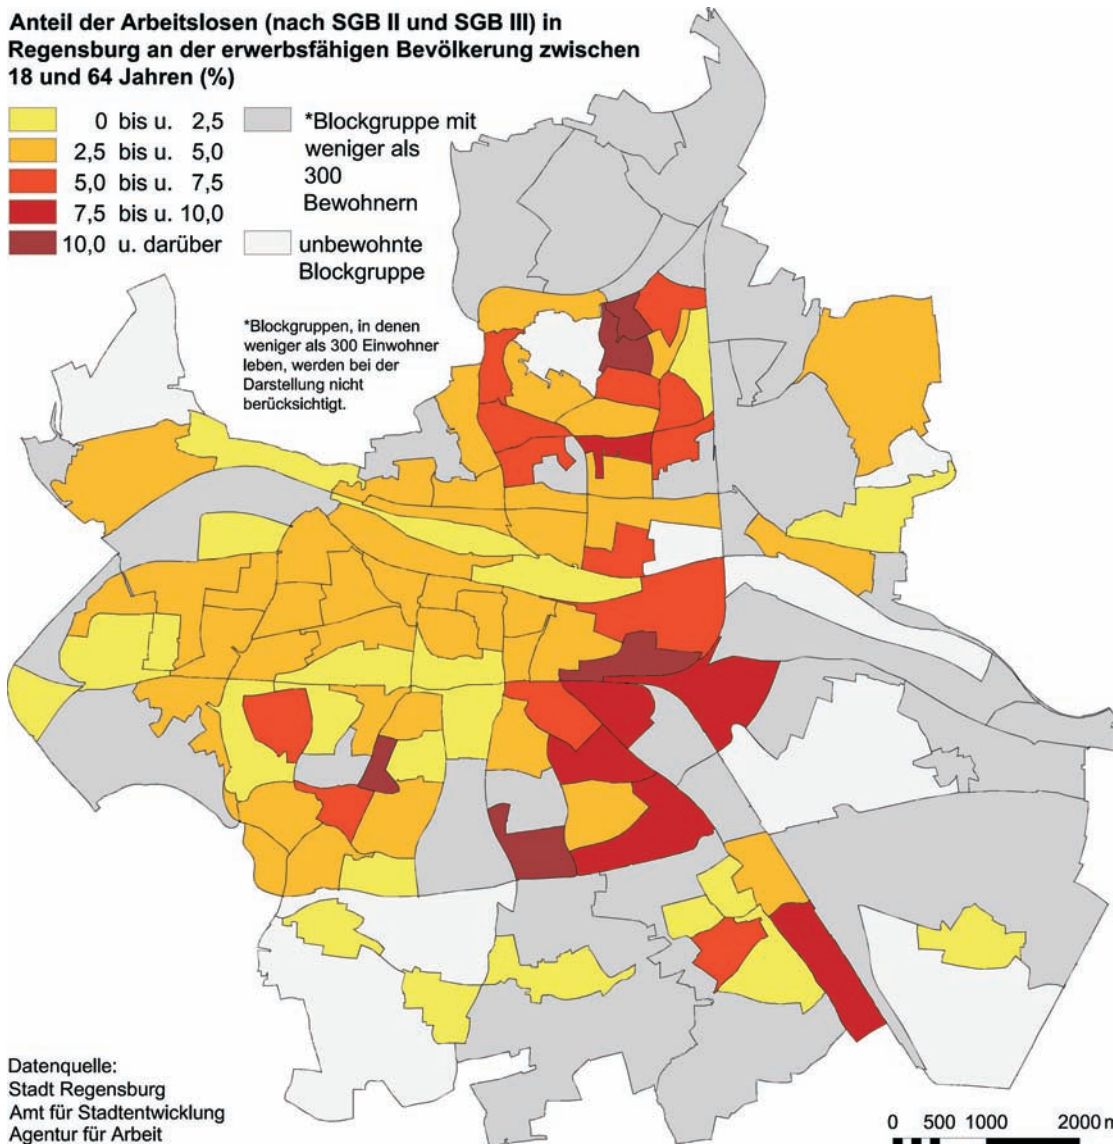 Anteil der Arbeitslosen (nach SGB II und SGB III) in
Regensburg an der erwerbsfähigen Bevölkerung zwischen
18 und 64 Jahren (%)
0 bis u. 2,5
2,5 bis u. 5,0
5,0 bis u. 7,5
7,5 bis u. 10,0
10,0 u. darüber
*Blockgruppe mit
weniger als
300
Bewohnern
unbewohnte
Blockgruppe
*Blockgruppen, in denen
weniger als 300 Einwohner
leben, werden bei der
Darstellung nicht
berücksichtigt.
Datenquelle:
Stadt Regensburg
Amt für Stadtentwicklung
Agentur für Arbeit
0 500 1000 2000 m